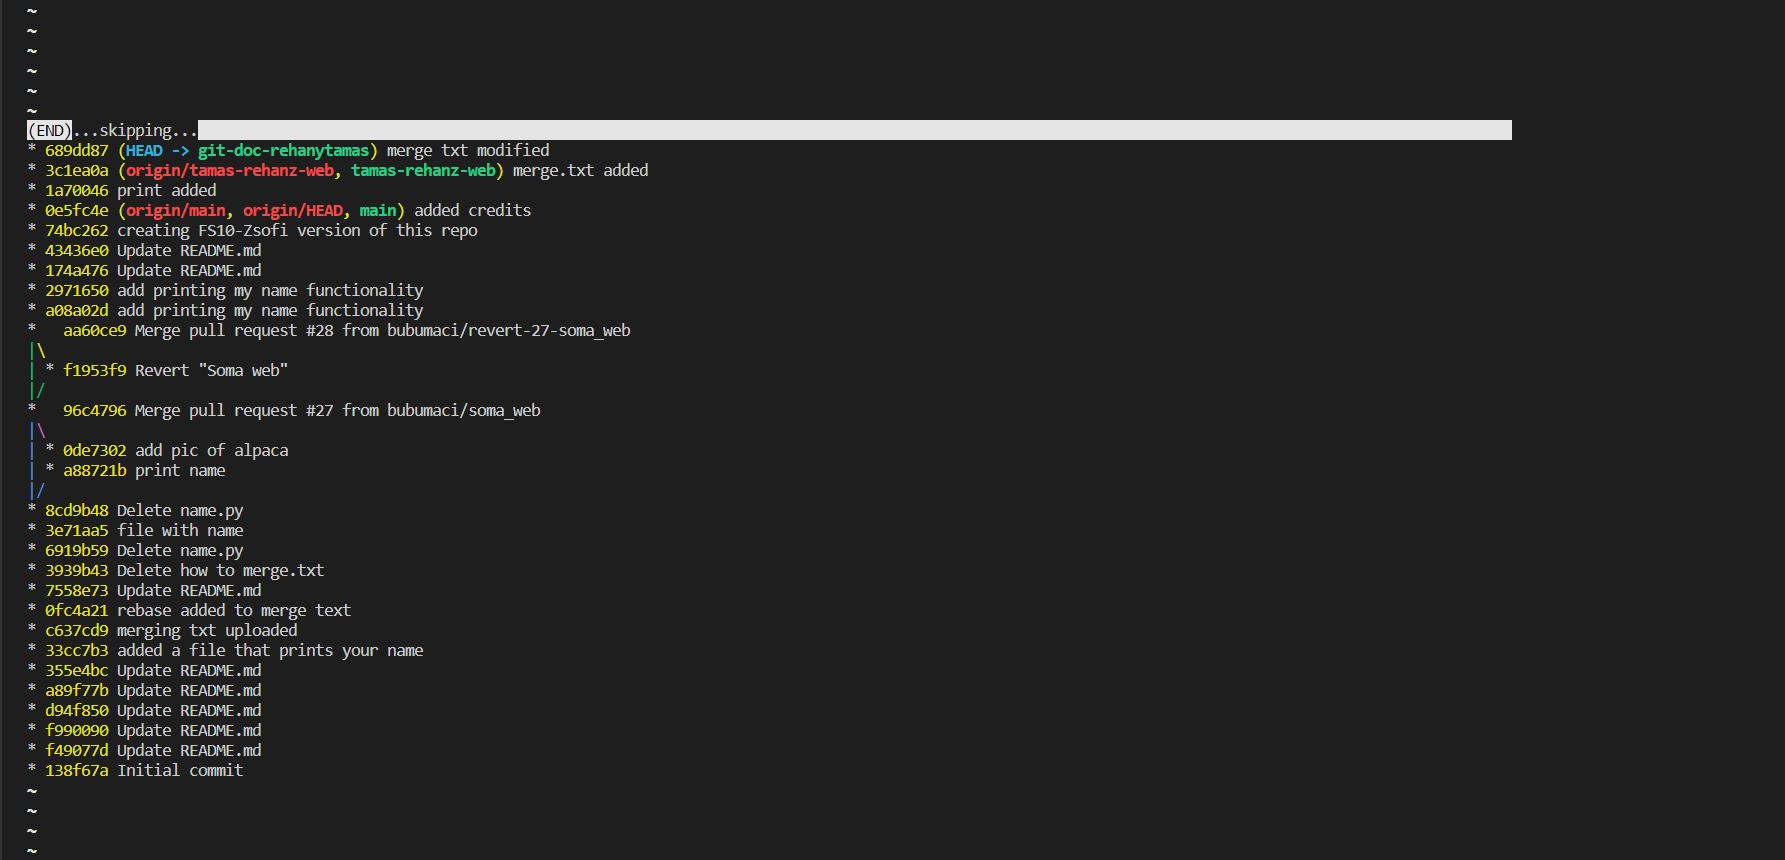 ~
~
~
~
~
~
(END)...skipping...
* 689dd87 (HEAD -> git-doc-rehanytamas) merge txt modified
* 3c1ea0a (origin/tamas-rehanz-web, tamas-rehanz-web) merge.txt added
* 1a70046 print added
* 0e5fc4e (origin/main, origin/HEAD, main) added credits
* 74bc262 creating FS10-Zsofi version of this repo
* 43436e0 Update README.md
* 174a476 Update README.md
* 2971650 add printing my name functionality
* a08a02d add printing my name functionality
*   aa60ce9 Merge pull request #28 from bubumaci/revert-27-soma_web
|\
| * f1953f9 Revert "Soma web"
|/
*   96c4796 Merge pull request #27 from bubumaci/soma_web
|\
| * 0de7302 add pic of alpaca
| * a88721b print name
|/
* 8cd9b48 Delete name.py
* 3e71aa5 file with name
* 6919b59 Delete name.py
* 3939b43 Delete how to merge.txt
* 7558e73 Update README.md
* 0fc4a21 rebase added to merge text
* c637cd9 merging txt uploaded
* 33cc7b3 added a file that prints your name
* 355e4bc Update README.md
* a89f77b Update README.md
* d94f850 Update README.md
* f990090 Update README.md
* f49077d Update README.md
* 138f67a Initial commit
~
~
~
~